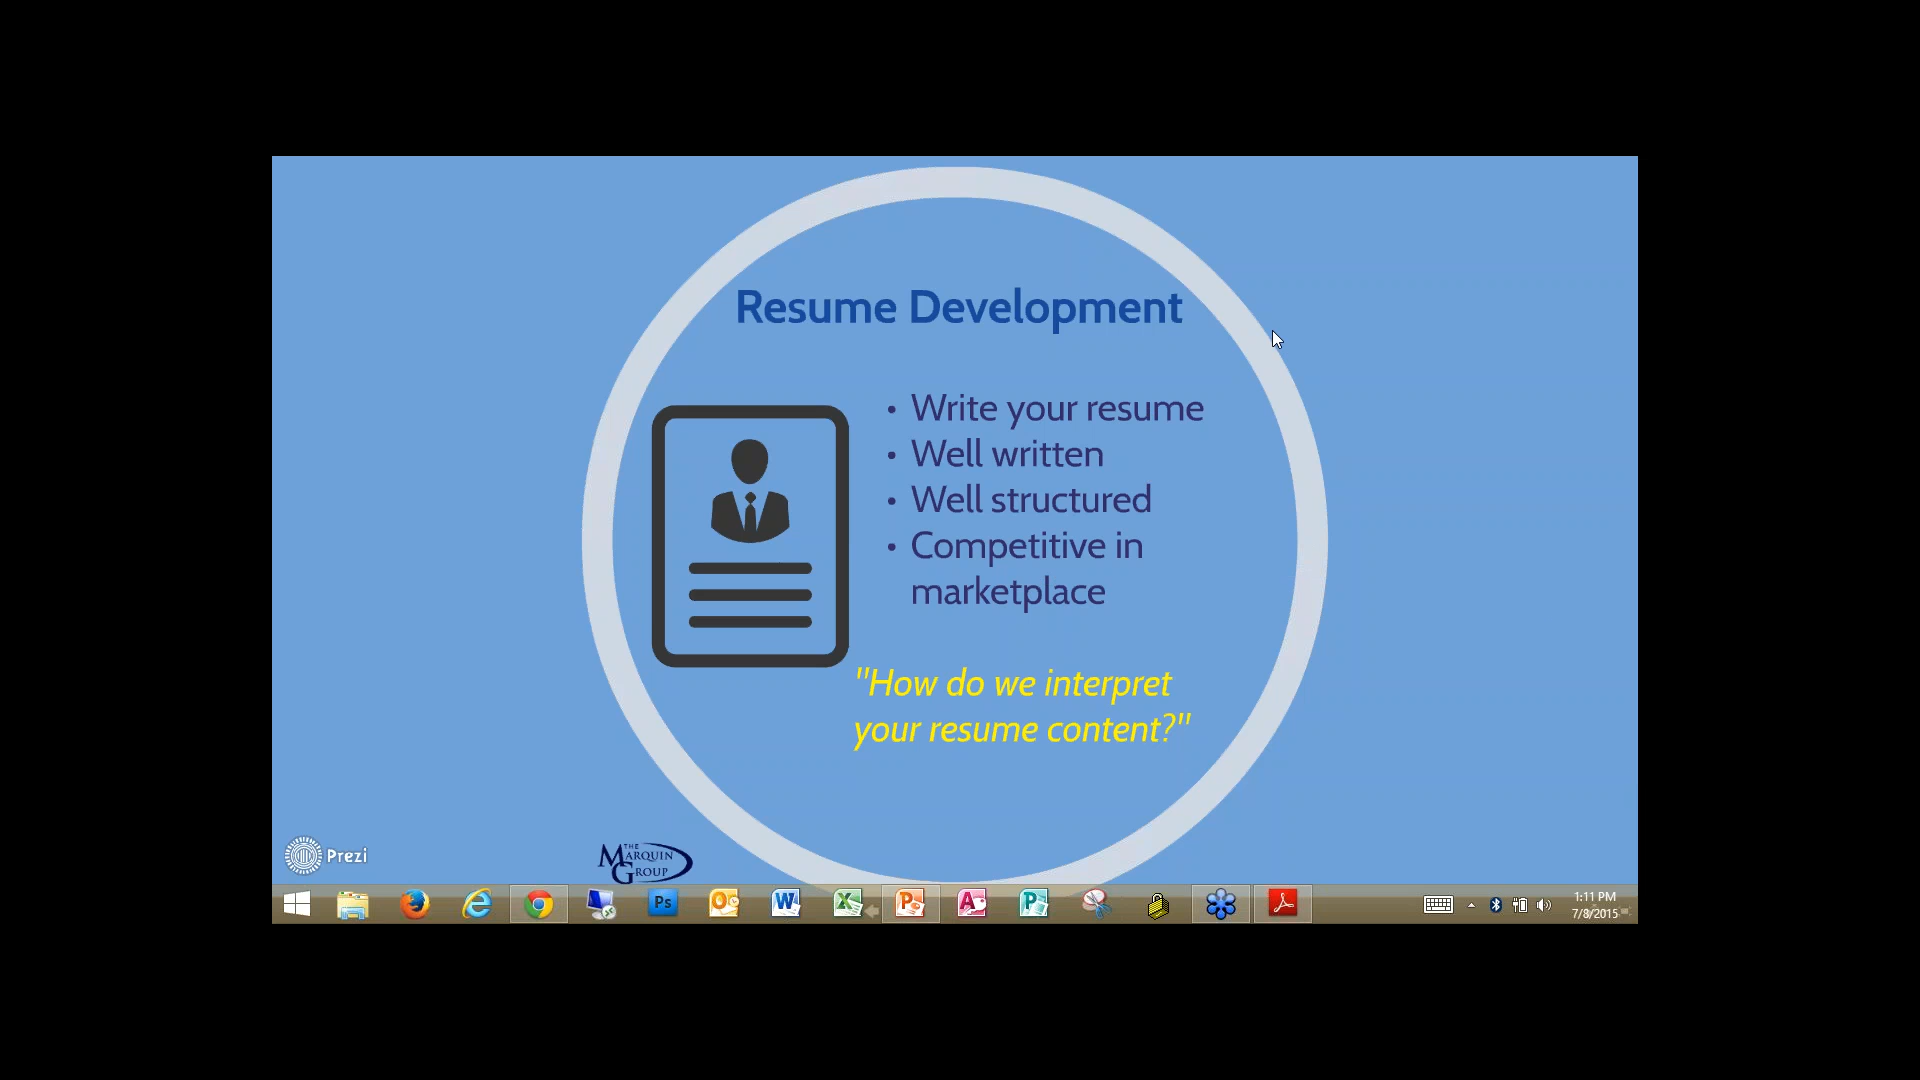 Resume Development
• Write your resume
• Well written
• Well structured
• Competitive in
marketplace
"How do we interpret
your resume content?"
Prezi
THE
MARQUIN
GROUP
Ps
1:11 PM
7/8/2015